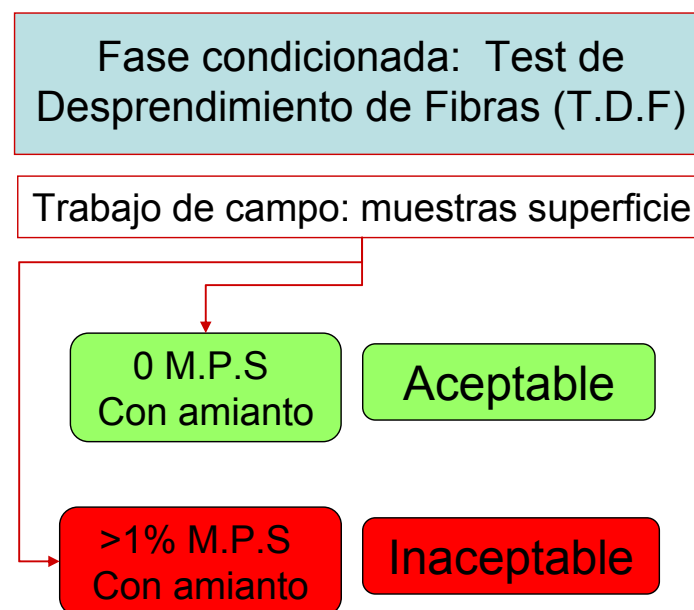 Fase condicionada: Test de
Desprendimiento de Fibras (T.D.F)
Trabajo de campo: muestras superficie
0 M.P.S
Con amianto
Aceptable
>1% M.P.S
Con amianto
Inaceptable